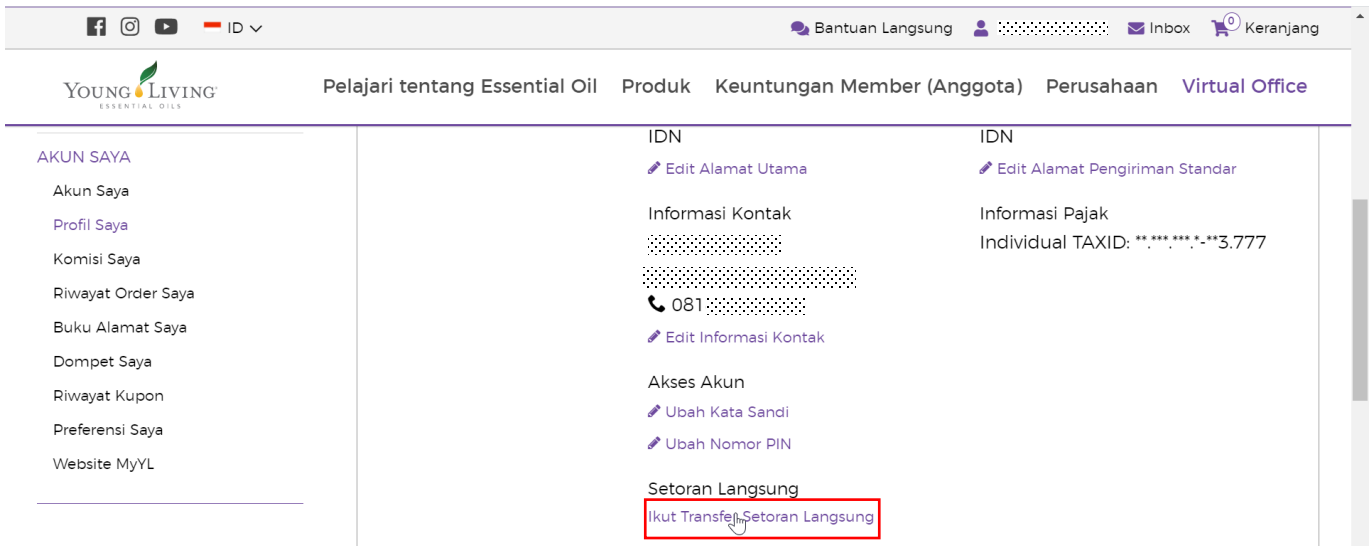 ID
Bantuan Langsung
Inbox
0
Keranjang
YOUNG LIVING
ESSENTIAL OILS
Pelajari tentang Essential Oil
Produk
Keuntungan Member (Anggota)
Perusahaan
Virtual Office
AKUN SAYA
Akun Saya
Profil Saya
Komisi Saya
Riwayat Order Saya
Buku Alamat Saya
Dompet Saya
Riwayat Kupon
Preferensi Saya
Website MyYL
IDN
Edit Alamat Utama
Informasi Kontak
081
Edit Informasi Kontak
Akses Akun
Ubah Kata Sandi
Ubah Nomor PIN
Setoran Langsung
Ikut Transfer Setoran Langsung
IDN
Edit Alamat Pengiriman Standar
Informasi Pajak
Individual TAXID: **.***.***.*-**3.777